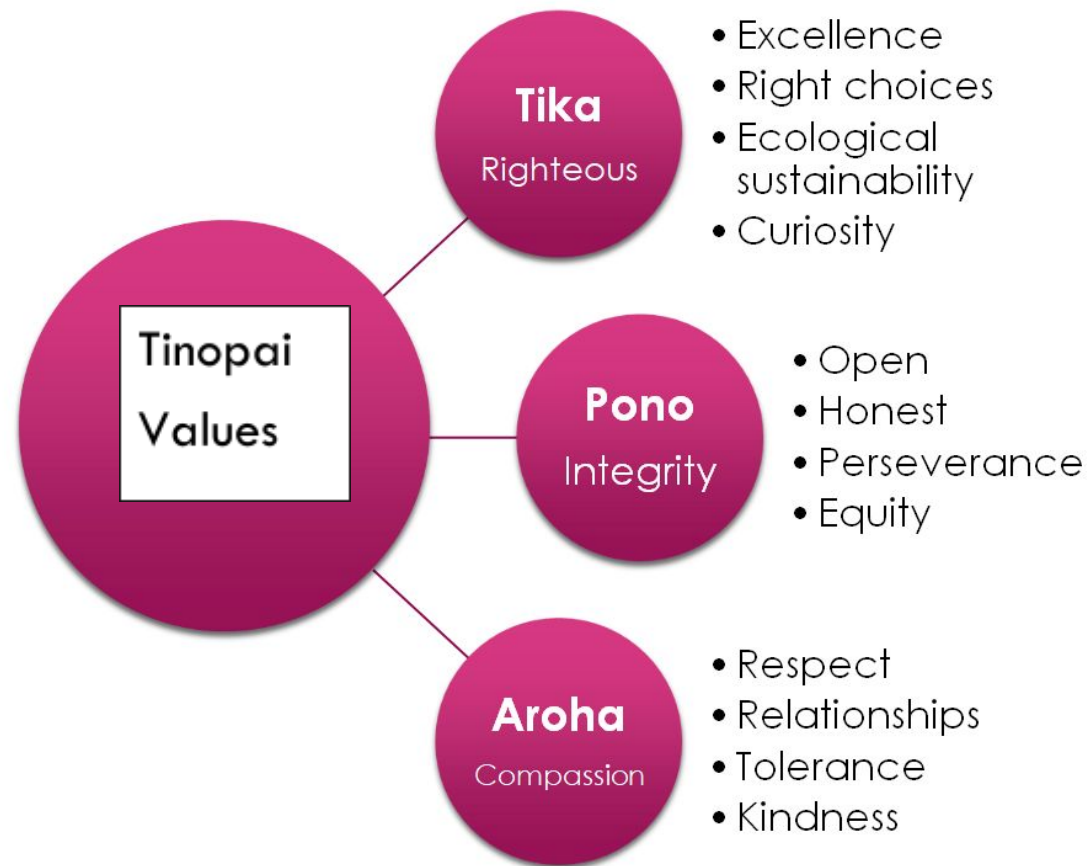 Tinopai
Values
Tika
Righteous
• Excellence
• Right choices
• Ecological
sustainability
• Curiosity
Pono
Integrity
• Open
• Honest
• Perseverance
• Equity
Aroha
Compassion
• Respect
• Relationships
• Tolerance
• Kindness